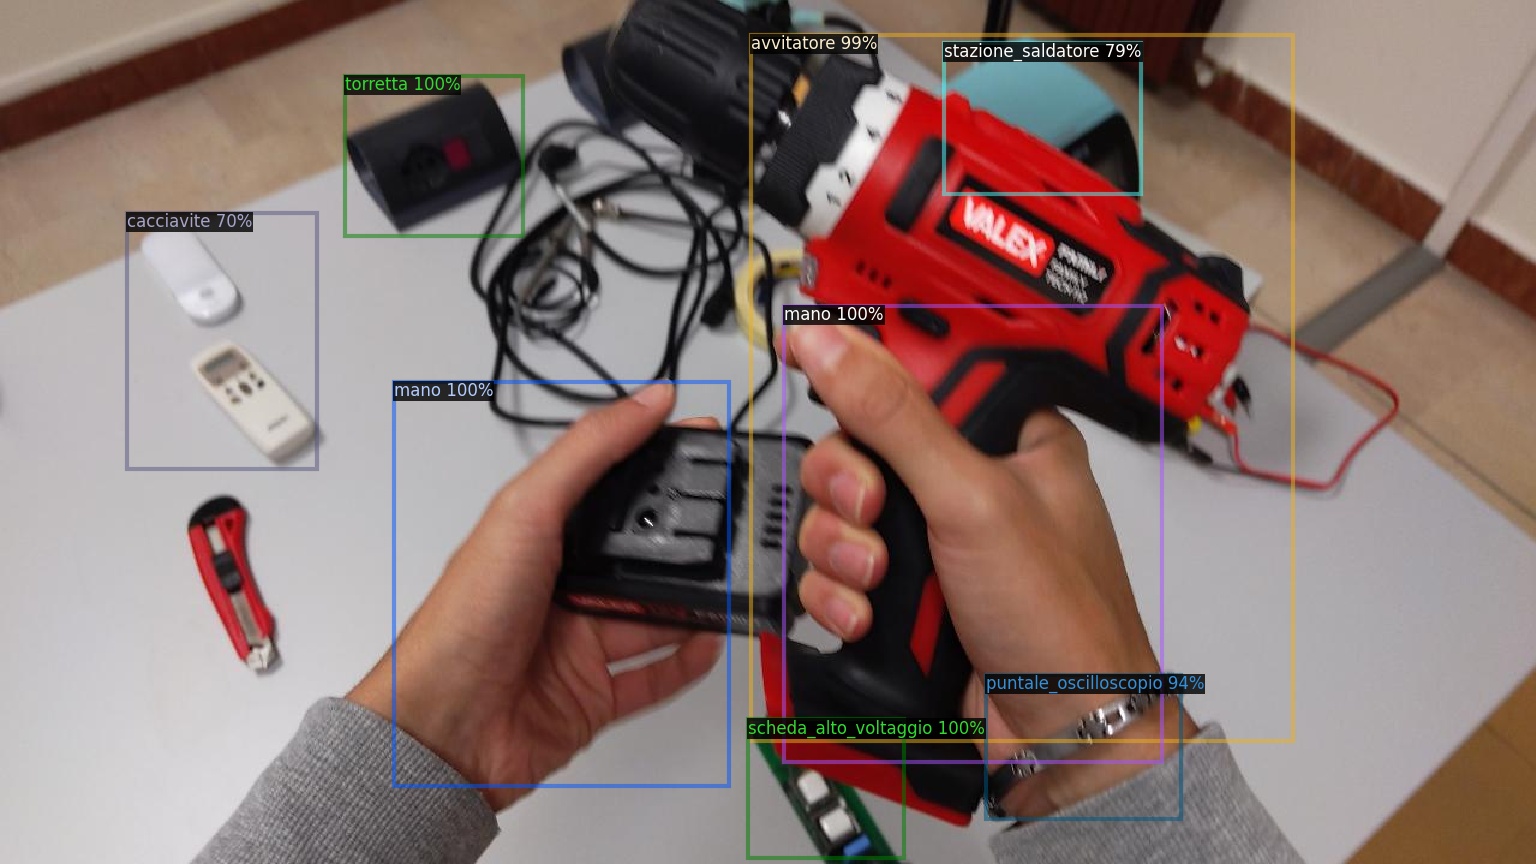 avvitatore 99%
stazione_saldatore 79%
torretta 100%
cacciavite 70%
VALEX
mano 100%
mano 100%
puntale_oscilloscopio 94%
scheda_alto_voltaggio 100%